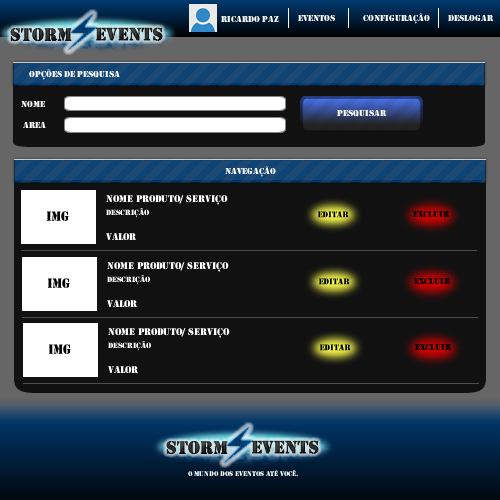 STORM EVENTS
RICARDO PAZ
EVENTOS
CONFIGURAÇÃO
DESLOGAR
OPÇÕES DE PESQUISA
NOME
AREA
PESQUISAR
NAVEGAÇÃO
IMG
NOME PRODUTO/ SERVIÇO
DESCRIÇÃO
VALOR
EDITAR
EXCLUIR
IMG
NOME PRODUTO/ SERVIÇO
DESCRIÇÃO
VALOR
EDITAR
EXCLUIR
IMG
NOME PRODUTO/ SERVIÇO
DESCRIÇÃO
VALOR
EDITAR
EXCLUIR
STORM EVENTS
O MUNDO DOS EVENTOS ATÉ VOCÊ.